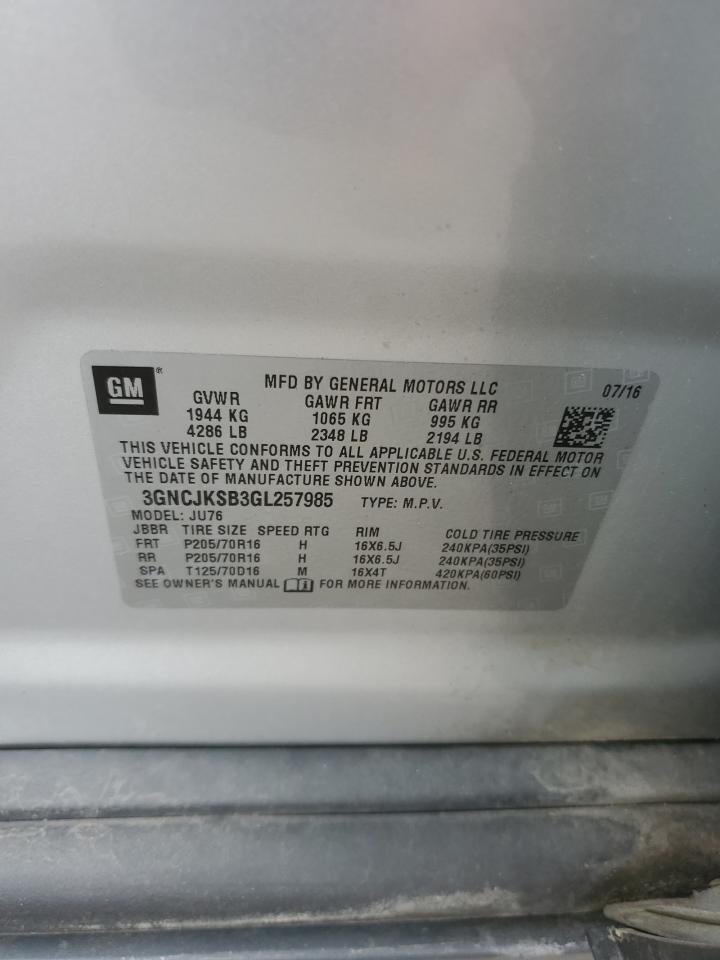 GM ®
MFD BY GENERAL MOTORS LLC 07/16
GVWR GAWR FRT GAWR RR
1944 KG 1065 KG 995 KG
4286 LB 2348 LB 2194 LB
THIS VEHICLE CONFORMS TO ALL APPLICABLE U.S. FEDERAL MOTOR
VEHICLE SAFETY AND THEFT PREVENTION STANDARDS IN EFFECT ON
THE DATE OF MANUFACTURE SHOWN ABOVE.
3GNCJKSB3GL257985 TYPE: M.P.V.
MODEL: JU76
JBBR TIRE SIZE SPEED RTG RIM COLD TIRE PRESSURE
FRT P205/70R16 H 16X6.5J 240KPA(35PSI)
RR P205/70R16 H 16X6.5J 240KPA(35PSI)
SPA T125/70D16 M 16X4T 420KPA(60PSI)
SEE OWNER'S MANUAL FOR MORE INFORMATION.